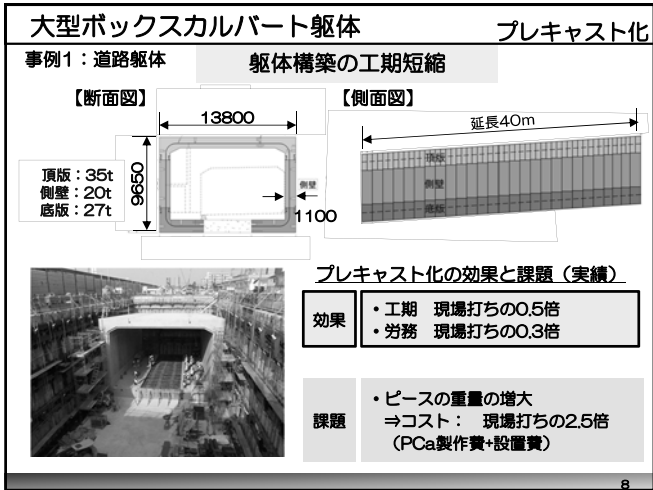 大型ボックスカルバート躯体
プレキャスト化
事例1：道路躯体
躯体構築の工期短縮
【断面図】
【側面図】
13800
延長40m
頂版：35t
側壁：20t
底版：27t
9650
側壁
1100
頂版
側壁
底版
プレキャスト化の効果と課題（実績）
効果
・工期　現場打ちの0.5倍
・労務　現場打ちの0.3倍
課題
・ピースの重量の増大
⇒コスト：　現場打ちの2.5倍
（PCa製作費+設置費）
8